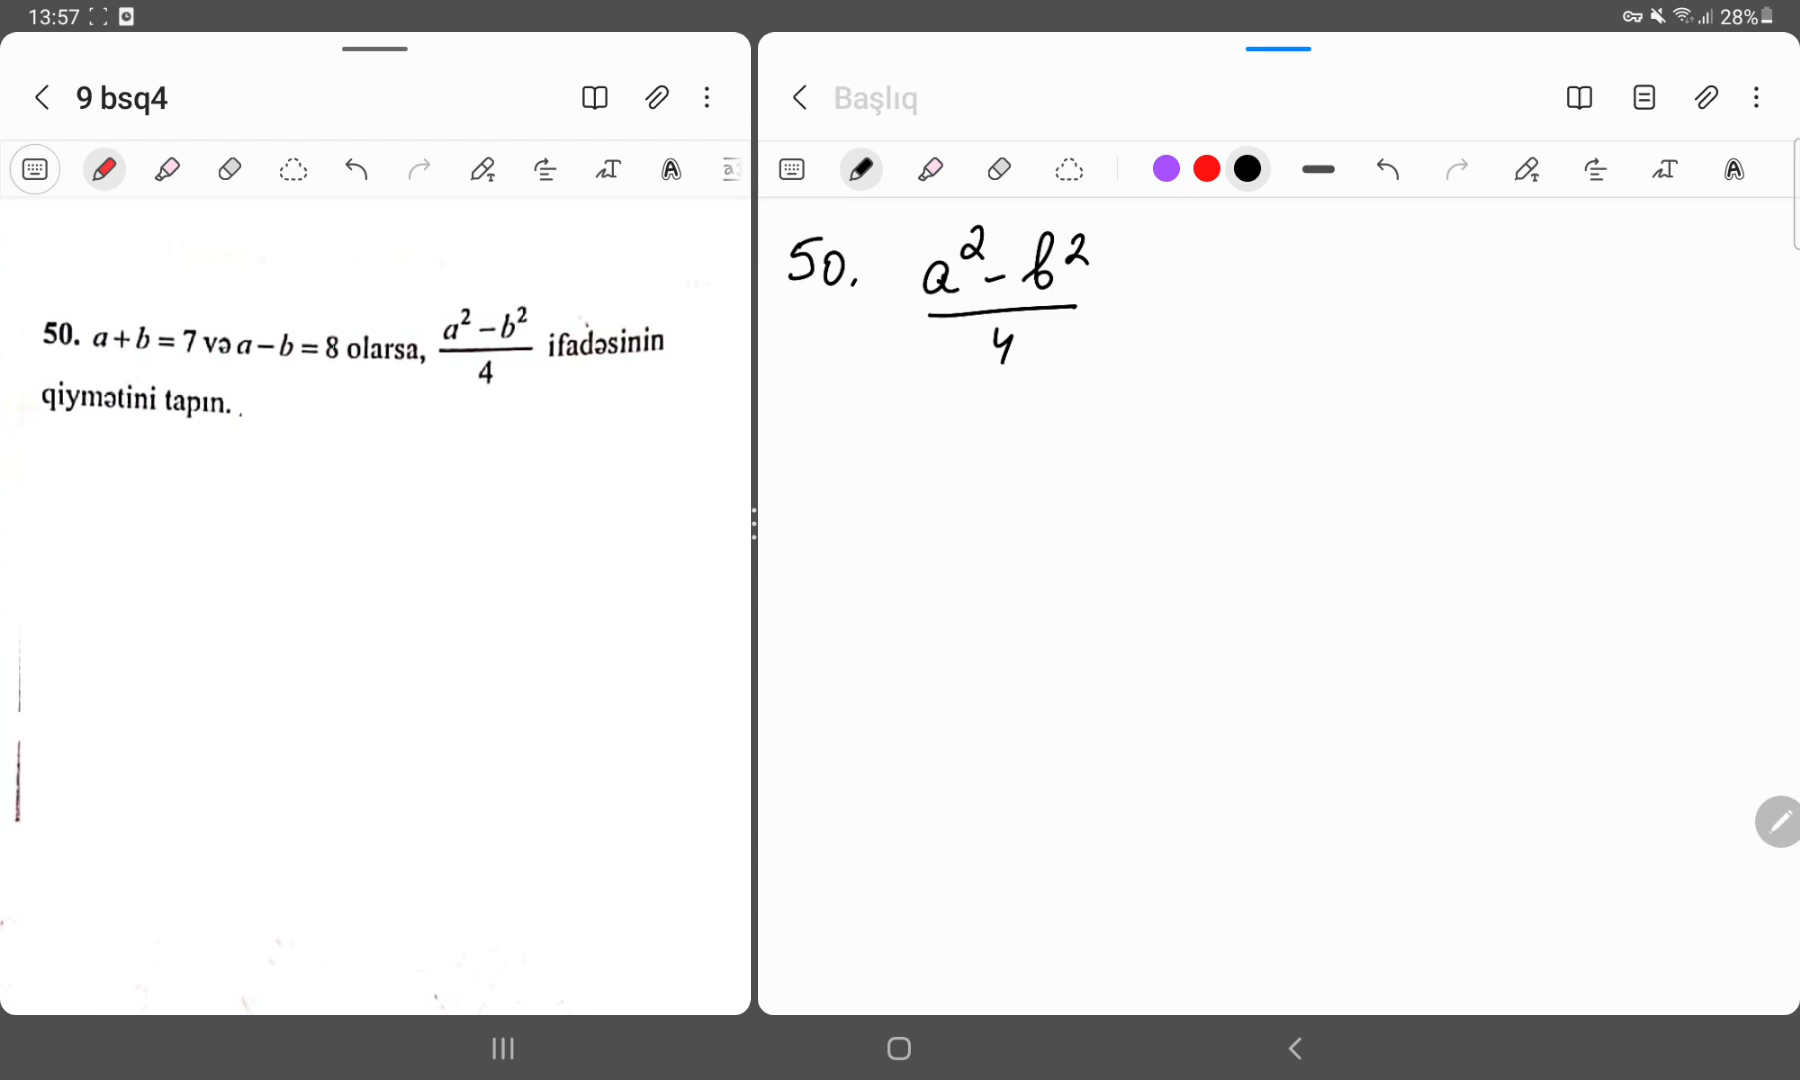 13:57
28%
9 bsq4
Başlıq
50. a + b = 7 və a − b = 8 olarsa, (a² − b²)/4 ifadəsinin
qiymətini tapın. .
50. (a² − b²)/4